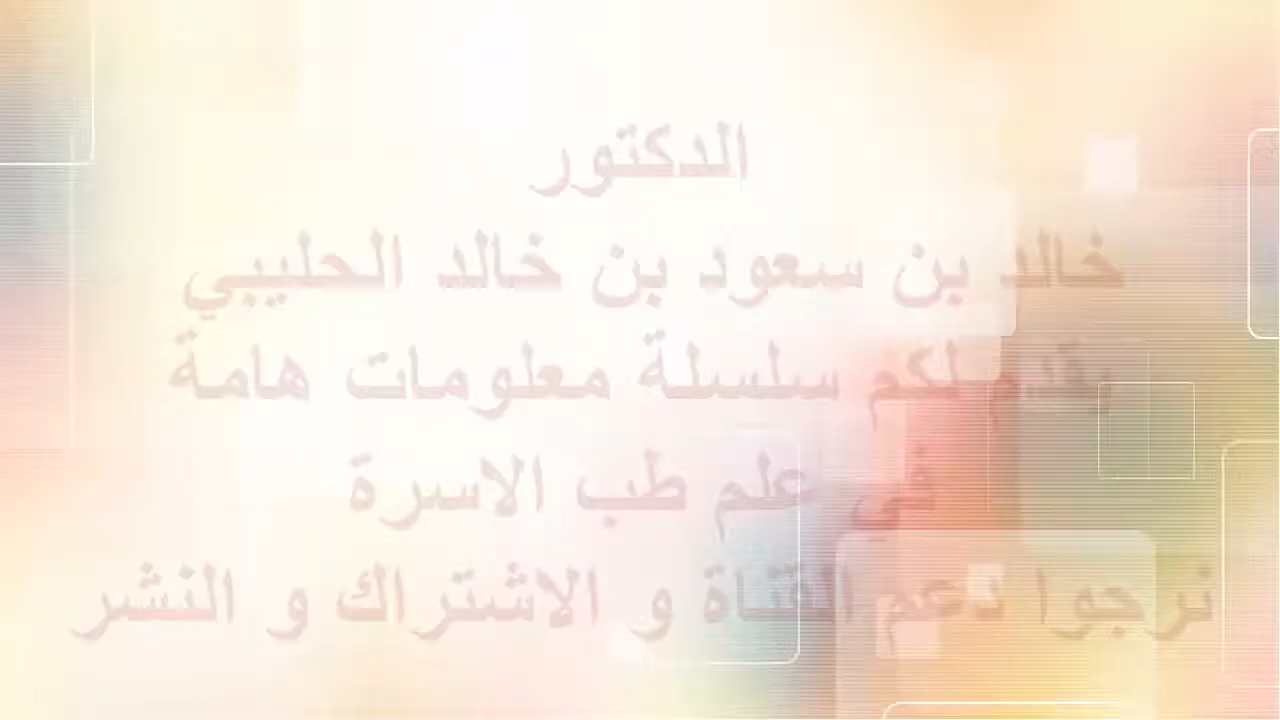 الدكتور
خالد بن سعود بن خالد الحليبي
يقدم لكم سلسلة معلومات هامة
في علم طب الاسرة
نرجوا دعم القناة و الاشتراك و النشر